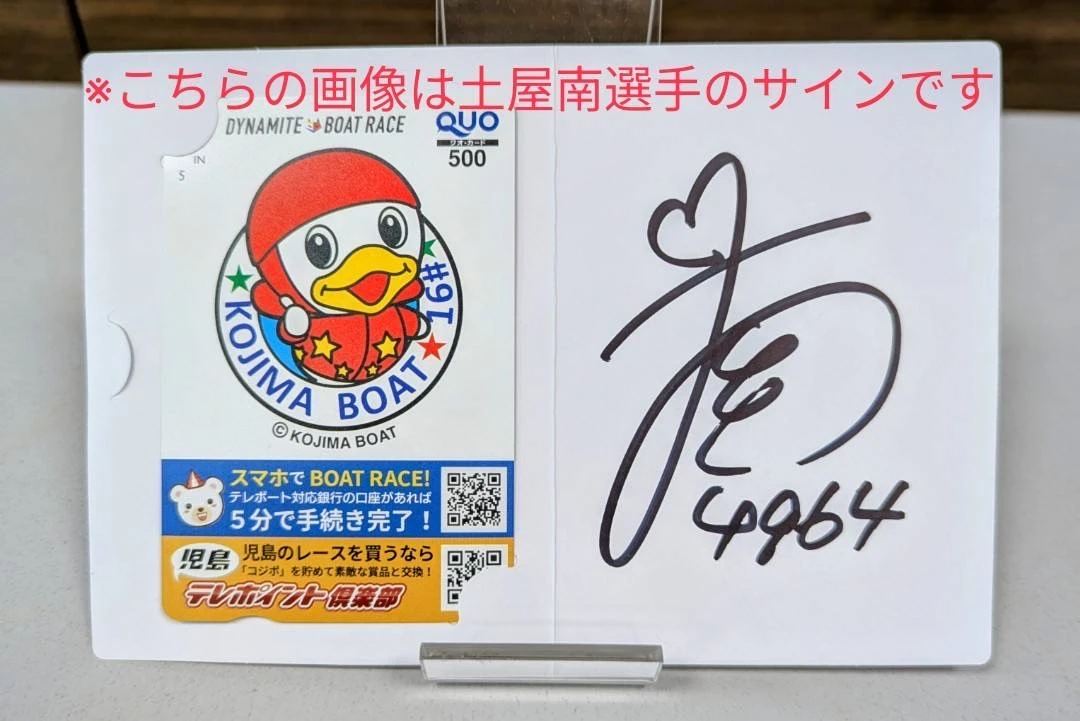 ※こちらの画像は土屋南選手のサインです
DYNAMITE BOAT RACE
QUO
クオ・カード
500
IN
5
KOJIMA BOAT 16#
© KOJIMA BOAT
スマホで BOAT RACE!
テレボート対応銀行の口座があれば
5分で手続き完了！
児島
児島のレースを買うなら
「コジポ」を貯めて素敵な賞品と交換！
テレポイント倶楽部
4964